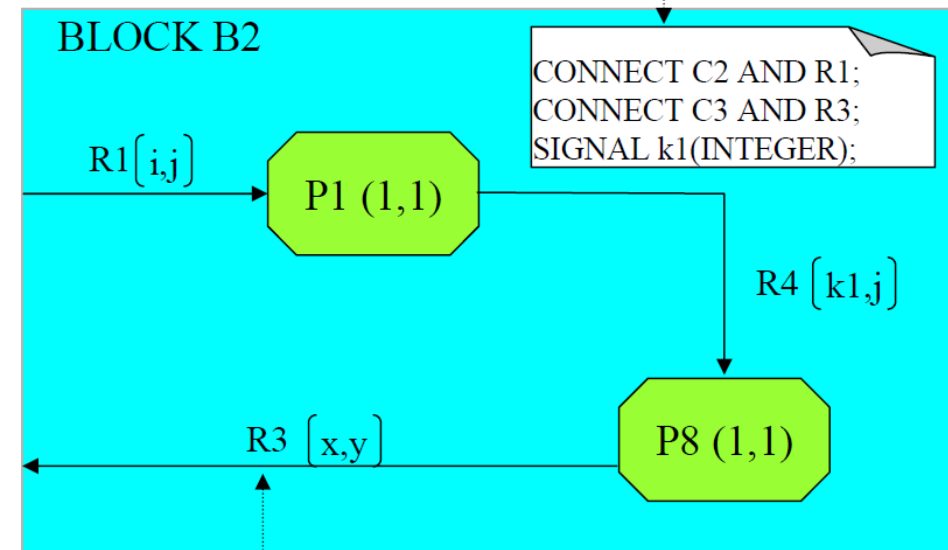 BLOCK B2
CONNECT C2 AND R1;
CONNECT C3 AND R3;
SIGNAL k1(INTEGER);
R1[i,j]
P1 (1,1)
R4 [k1,j]
R3 [x,y]
P8 (1,1)